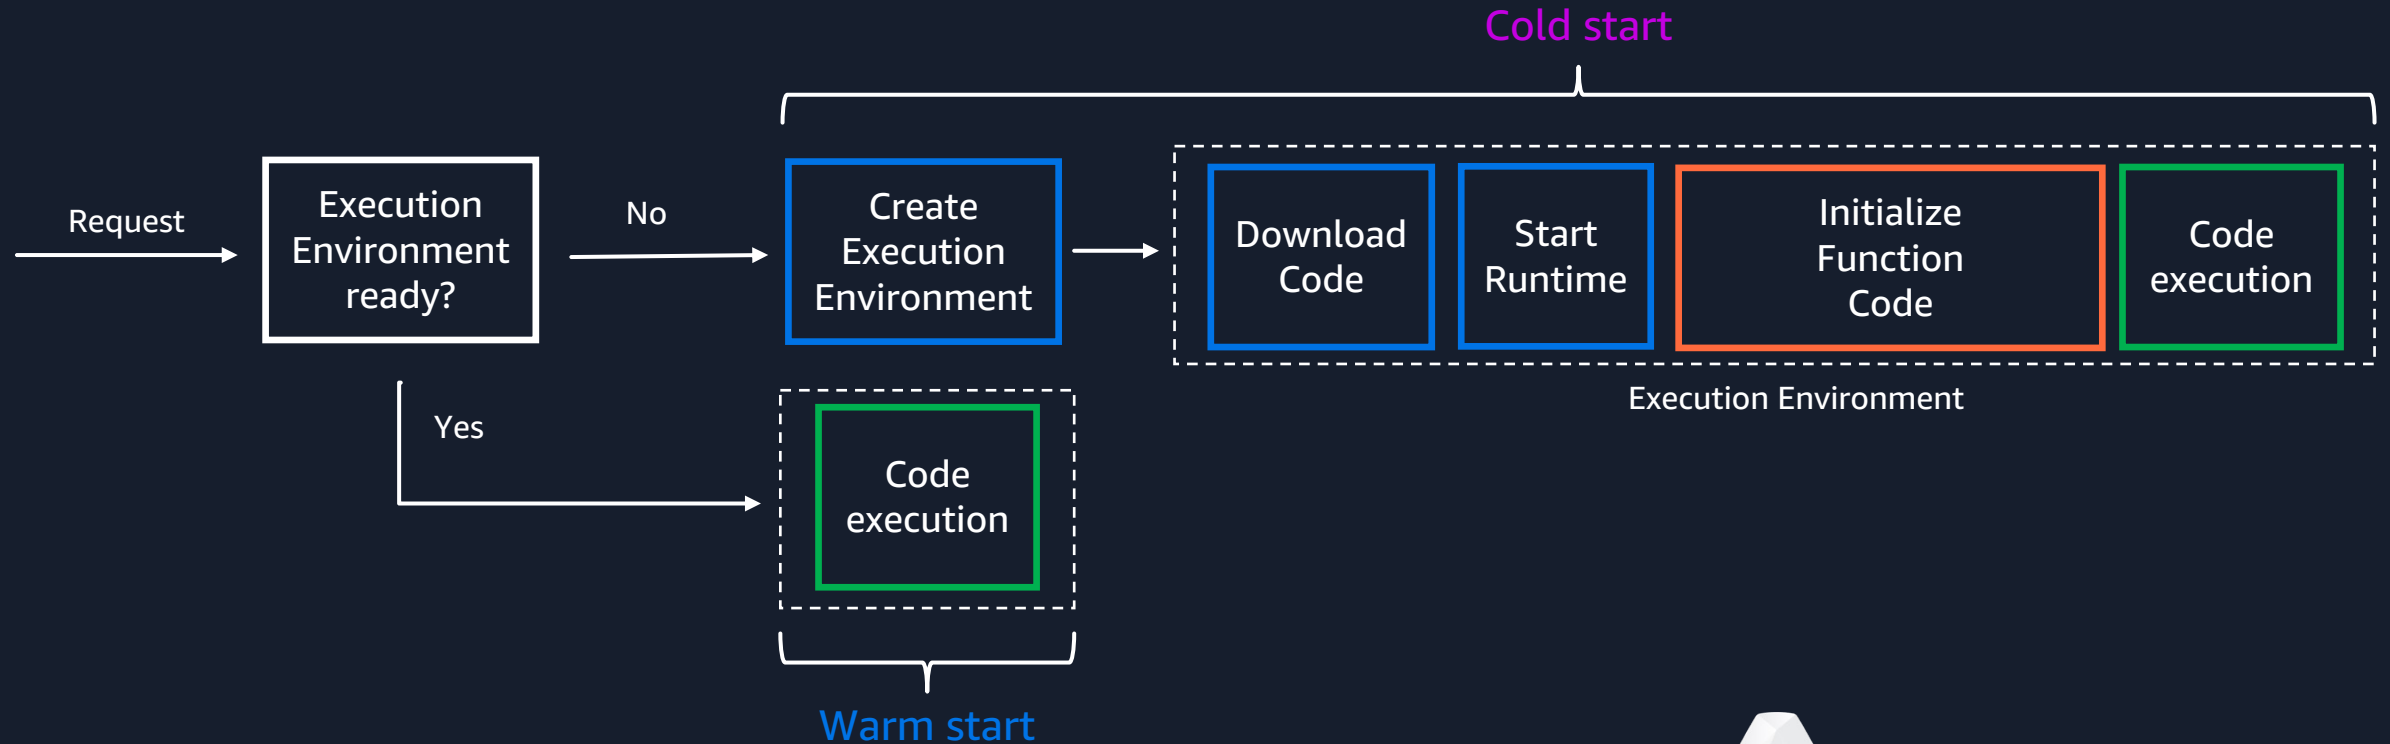 Cold start
Request
Execution
Environment
ready?
No
Create
Execution
Environment
Download
Code
Start
Runtime
Initialize
Function
Code
Code
execution
Execution Environment
Yes
Code
execution
Warm start